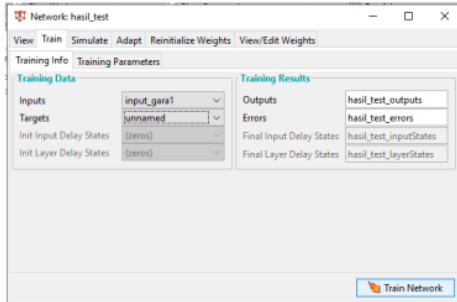 Network: hasil_test
View Train Simulate Adapt Reinitialize Weights View/Edit Weights
Training Info Training Parameters
Training Data Training Results
Inputs input_gara1 Outputs hasil_test_outputs
Targets unnamed Errors hasil_test_errors
Init Input Delay States (zeros) Final Input Delay States hasil_test_inputStates
Init Layer Delay States (zeros) Final Layer Delay States hasil_test_layerStates
Train Network